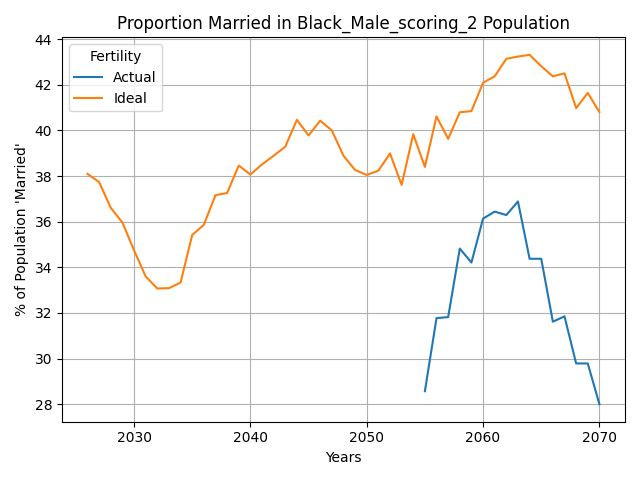 Proportion Married in Black_Male_scoring_2 Population
Fertility
Actual
Ideal
% of Population 'Married'
44
42
40
38
36
34
32
30
28
2030 2040 2050 2060 2070
Years